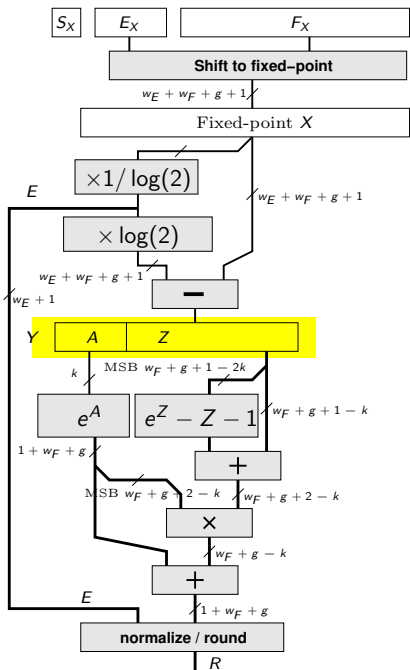 S_X E_X F_X
Shift to fixed–point
w_E + w_F + g + 1
Fixed-point X
×1/ log(2)
E
w_E + w_F + g + 1
× log(2)
w_E + w_F + g + 1
w_E + 1
−
Y A Z
MSB w_F + g + 1 − 2k
k
e^A e^Z − Z − 1
w_F + g + 1 − k
1 + w_F + g
+
MSB w_F + g + 2 − k
w_F + g + 2 − k
×
w_F + g − k
+
E
1 + w_F + g
normalize / round
R